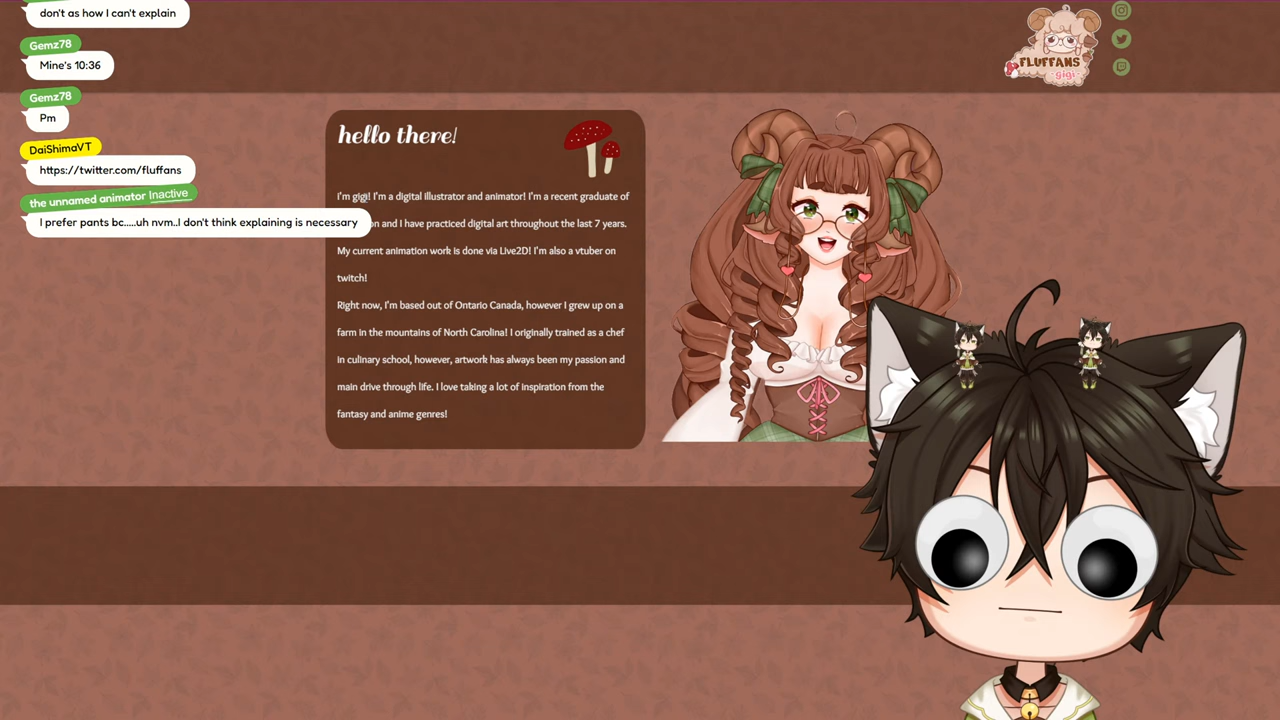 don't as how I can't explain
Gemz78
Mine's 10:36
Gemz78
Pm
DaiShimaVT
https://twitter.com/fluffans
the unnamed animator Inactive
I prefer pants bc.....uh nvm..I don't think explaining is necessary
hello there!
I'm gigi! I'm a digital illustrator and animator! I'm a recent graduate of
on and I have practiced digital art throughout the last 7 years.
My current animation work is done via Live2D! I'm also a vtuber on
twitch!
Right now, I'm based out of Ontario Canada, however I grew up on a
farm in the mountains of North Carolina! I originally trained as a chef
in culinary school, however, artwork has always been my passion and
main drive through life. I love taking a lot of inspiration from the
fantasy and anime genres!
FLUFFANS
gigi